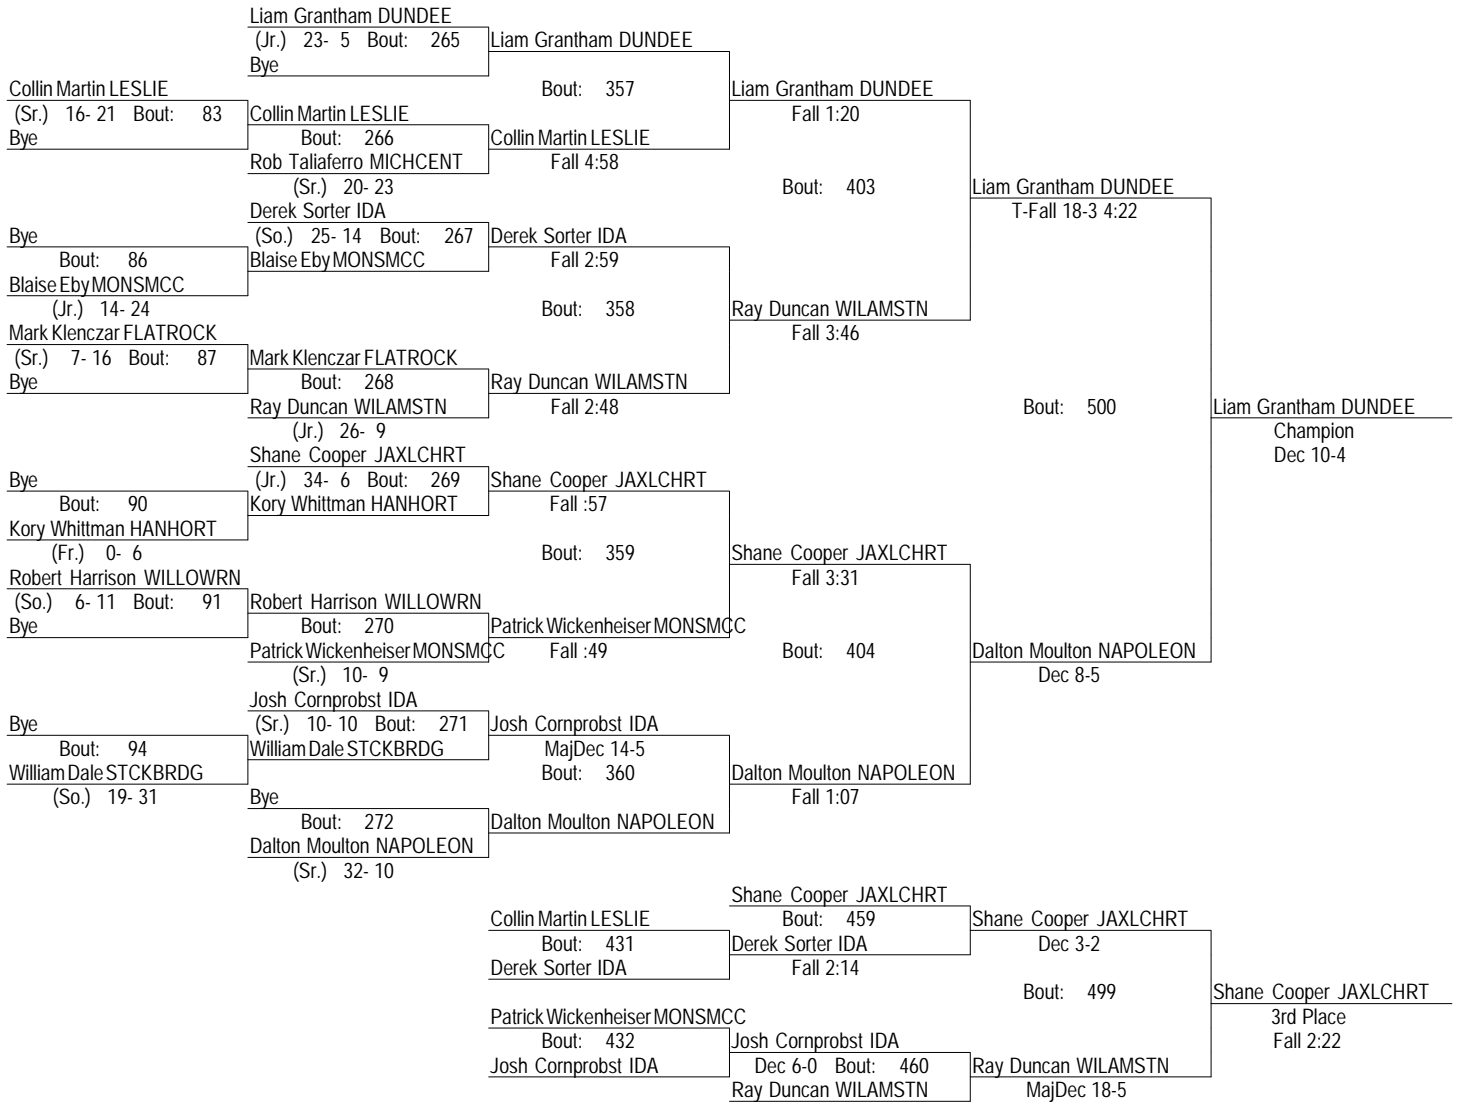 Liam Grantham DUNDEE
(Jr.) 23- 5 Bout: 265 Liam Grantham DUNDEE
Bye
Collin Martin LESLIE Bout: 357 Liam Grantham DUNDEE
(Sr.) 16- 21 Bout: 83 Collin Martin LESLIE Fall 1:20
Bye Bout: 266 Collin Martin LESLIE
Rob Taliaferro MICHCENT Fall 4:58
(Sr.) 20- 23 Bout: 403 Liam Grantham DUNDEE
Derek Sorter IDA T-Fall 18-3 4:22
Bye (So.) 25- 14 Bout: 267 Derek Sorter IDA
Bout: 86 Blaise Eby MONSMCC Fall 2:59
Blaise Eby MONSMCC
(Jr.) 14- 24 Bout: 358 Ray Duncan WILAMSTN
Mark Klenczar FLATROCK Fall 3:46
(Sr.) 7- 16 Bout: 87 Mark Klenczar FLATROCK
Bye Bout: 268 Ray Duncan WILAMSTN
Ray Duncan WILAMSTN Fall 2:48 Bout: 500 Liam Grantham DUNDEE
(Jr.) 26- 9 Champion
Shane Cooper JAXLCHRT Dec 10-4
Bye (Jr.) 34- 6 Bout: 269 Shane Cooper JAXLCHRT
Bout: 90 Kory Whittman HANHORT Fall :57
Kory Whittman HANHORT
(Fr.) 0- 6 Bout: 359 Shane Cooper JAXLCHRT
Robert Harrison WILLOWRN Fall 3:31
(So.) 6- 11 Bout: 91 Robert Harrison WILLOWRN
Bye Bout: 270 Patrick Wickenheiser MONSMCC
Patrick Wickenheiser MONSMCC Fall :49 Bout: 404 Dalton Moulton NAPOLEON
(Sr.) 10- 9 Dec 8-5
Josh Cornprobst IDA
Bye (Sr.) 10- 10 Bout: 271 Josh Cornprobst IDA
Bout: 94 William Dale STCKBRDG MajDec 14-5
William Dale STCKBRDG Bout: 360 Dalton Moulton NAPOLEON
(So.) 19- 31 Bye Fall 1:07
Bout: 272 Dalton Moulton NAPOLEON
Dalton Moulton NAPOLEON
(Sr.) 32- 10
Shane Cooper JAXLCHRT
Collin Martin LESLIE Bout: 459 Shane Cooper JAXLCHRT
Bout: 431 Derek Sorter IDA Dec 3-2
Derek Sorter IDA Fall 2:14
Bout: 499 Shane Cooper JAXLCHRT
Patrick Wickenheiser MONSMCC 3rd Place
Bout: 432 Josh Cornprobst IDA Fall 2:22
Josh Cornprobst IDA Dec 6-0 Bout: 460 Ray Duncan WILAMSTN
Ray Duncan WILAMSTN MajDec 18-5